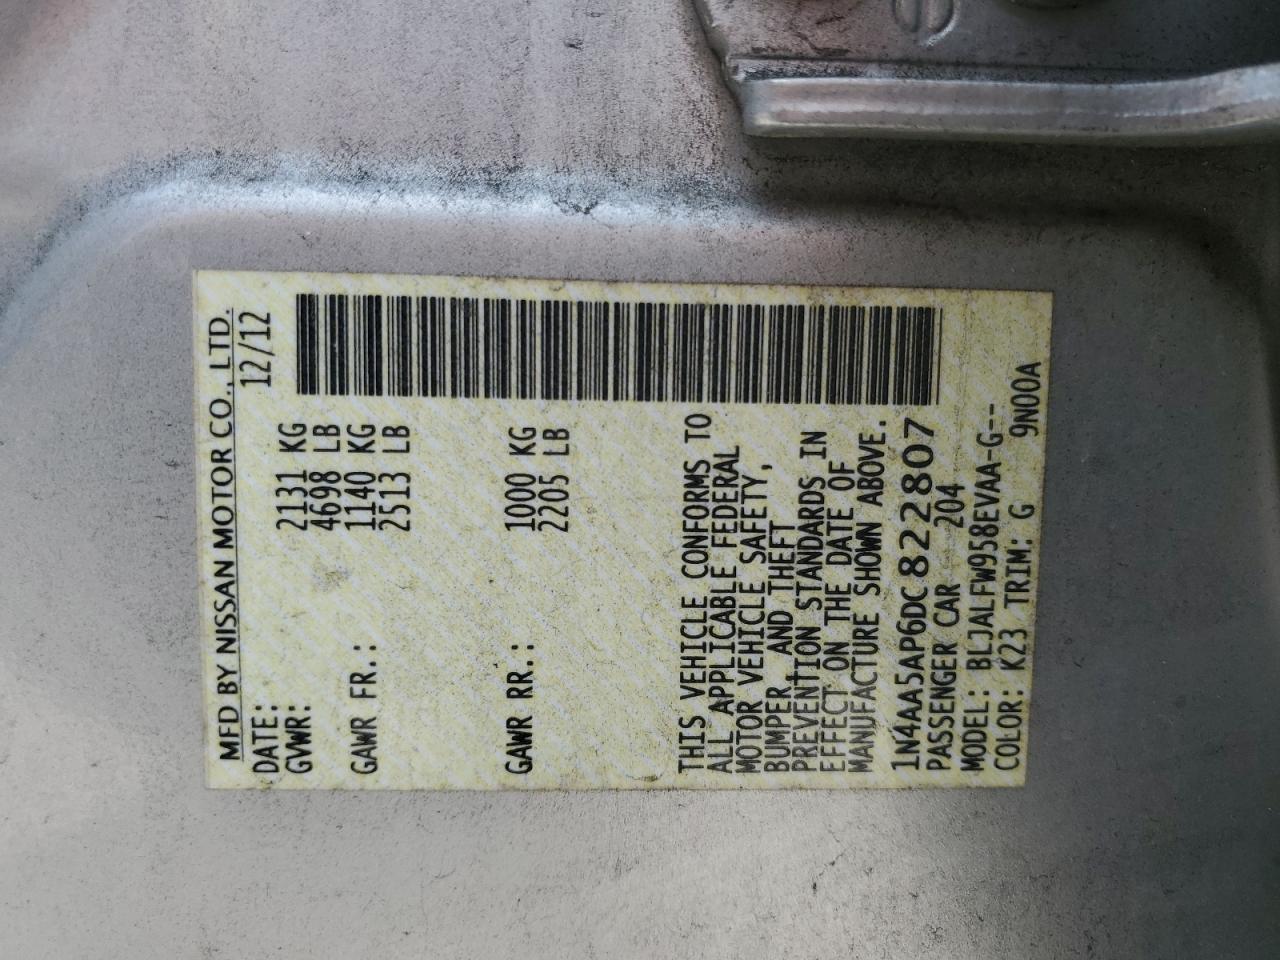 MFD BY NISSAN MOTOR CO., LTD.
DATE: 12/12
GVWR: 2131 KG
4698 LB
GAWR FR.: 1140 KG
2513 LB
GAWR RR.: 1000 KG
2205 LB
THIS VEHICLE CONFORMS TO
ALL APPLICABLE FEDERAL
MOTOR VEHICLE SAFETY,
BUMPER, AND THEFT
PREVENTION STANDARDS IN
EFFECT ON THE DATE OF
MANUFACTURE SHOWN ABOVE.
1N4AA5AP6DC822807
PASSENGER CAR 204
MODEL: BLJALFW958EVAA-G--
COLOR: K23 TRIM: G 9N00A